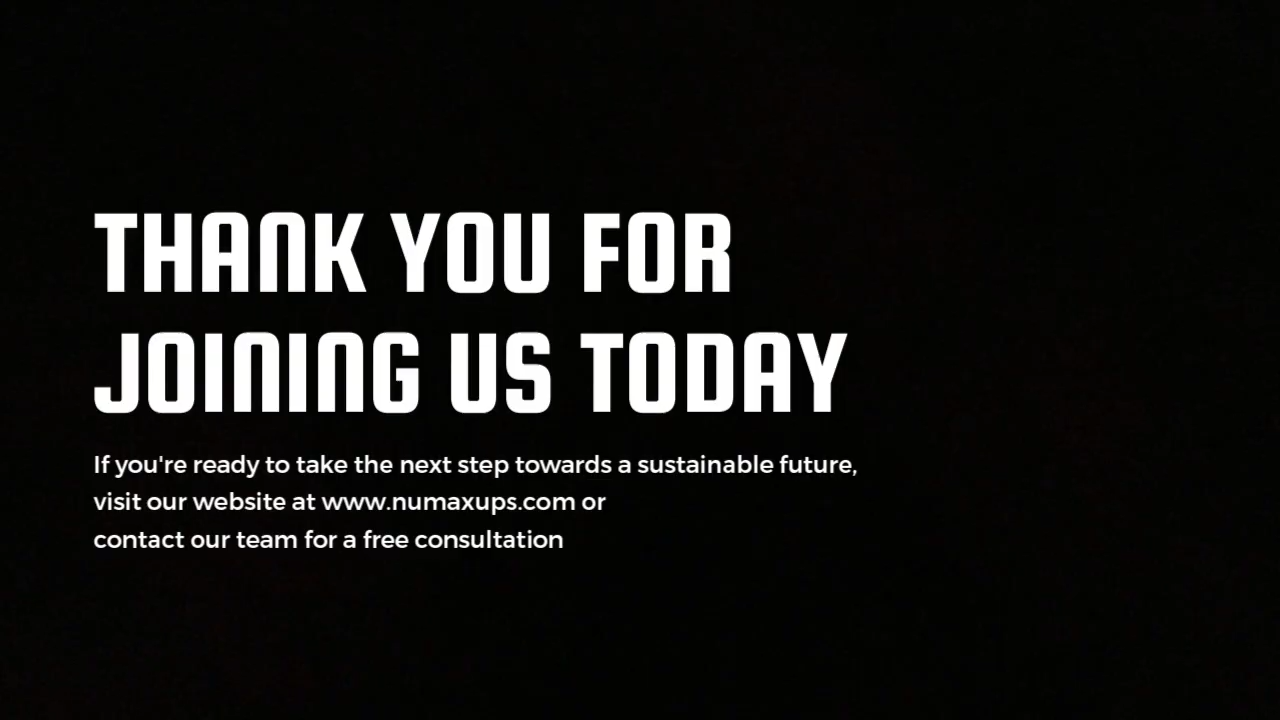 THANK YOU FOR
JOINING US TODAY
If you're ready to take the next step towards a sustainable future,
visit our website at www.numaxups.com or
contact our team for a free consultation